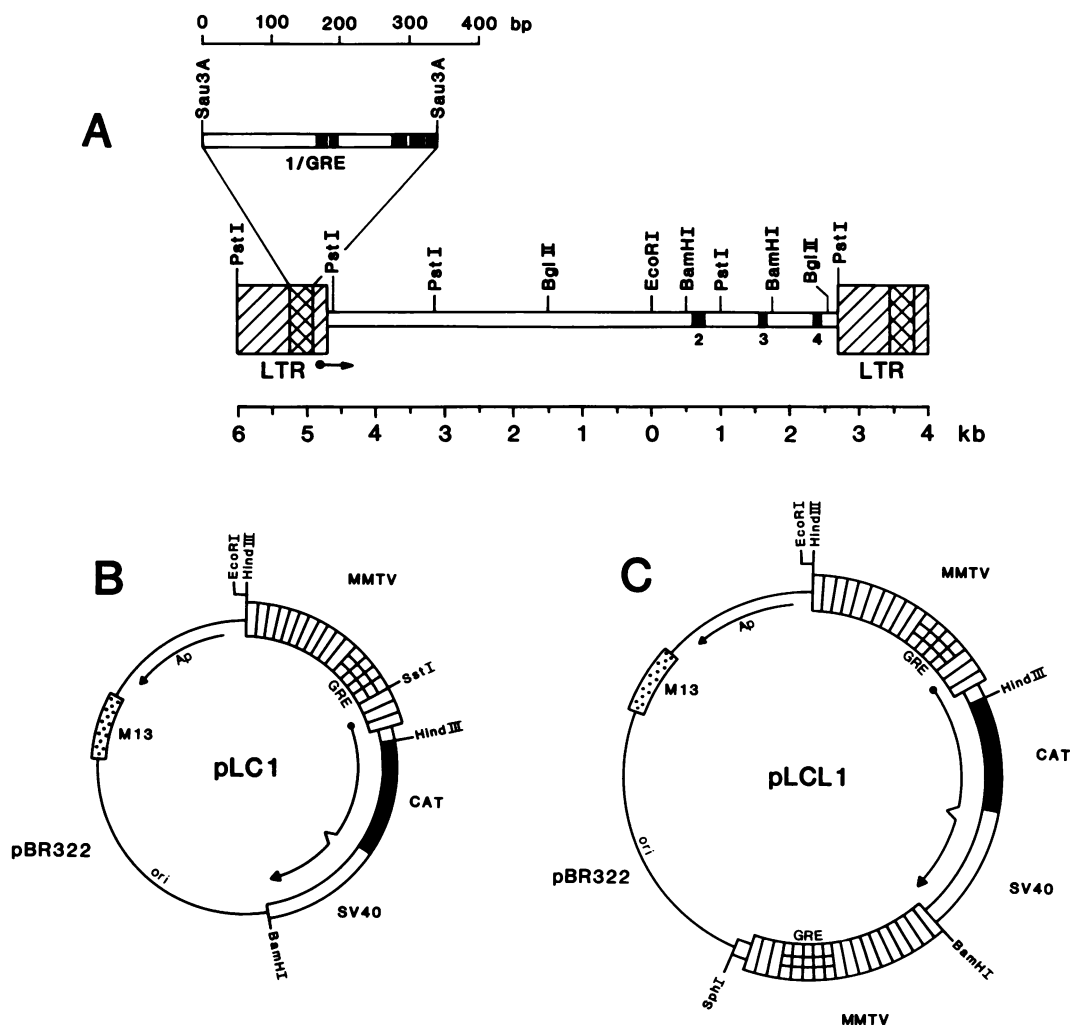 0 100 200 300 400 bp
Sau3A
Sau3A
A
1/GRE
PstI
PstI
PstI
BglII
EcoRI
BamHI
PstI
BamHI
BglII
PstI
2 3 4
LTR
LTR
6 5 4 3 2 1 0 1 2 3 4 kb
B
EcoRI
HindIII
MMTV
Ap
GRE
SstI
M13
HindIII
pLC1
CAT
pBR322
ori
SV40
BamHI
C
EcoRI
HindIII
MMTV
Ap
GRE
M13
HindIII
pLCL1
CAT
pBR322
ori
SV40
GRE
BamHI
SphI
MMTV